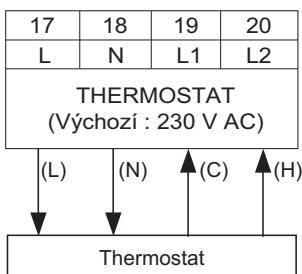 17 18 19 20
L N L1 L2
THERMOSTAT
(Výchozí : 230 V AC)
(L) (N) (C) (H)
Thermostat